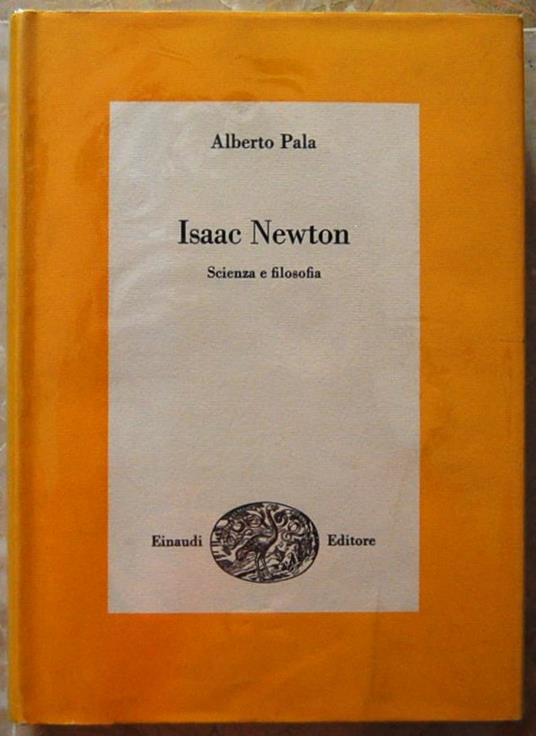 Alberto Pala
Isaac Newton
Scienza e filosofia
Einaudi Editore